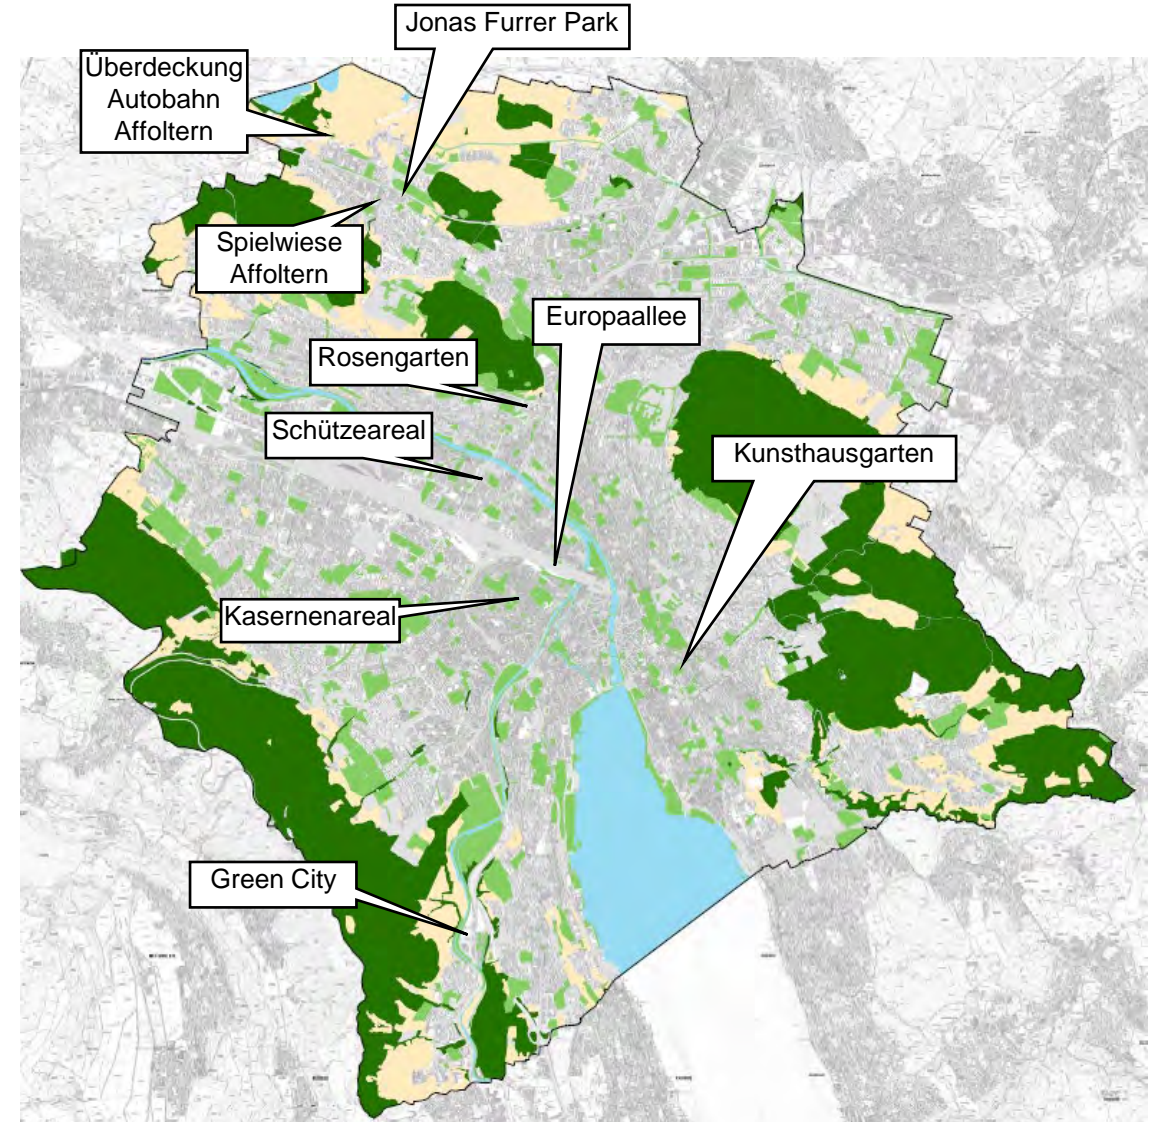 Jonas Furrer Park
Überdeckung
Autobahn
Affoltern
Spielwiese
Affoltern
Europaallee
Rosengarten
Schützeareal
Kunsthausgarten
Kasernenareal
Green City